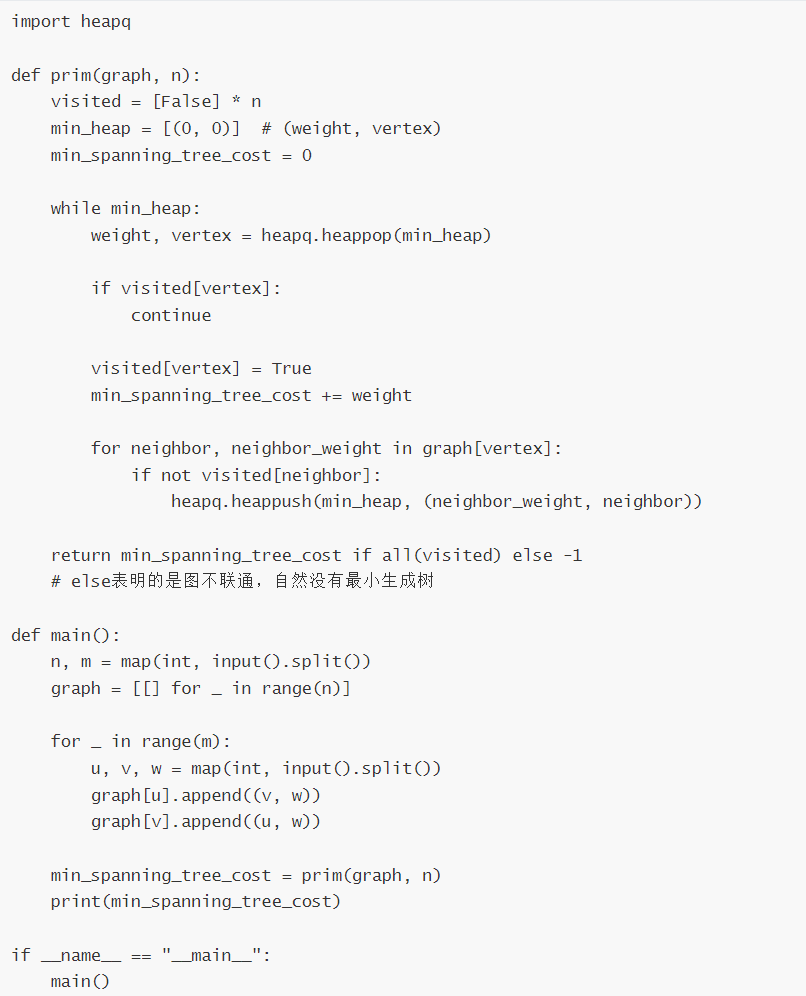 import heapq

def prim(graph, n):
    visited = [False] * n
    min_heap = [(0, 0)]  # (weight, vertex)
    min_spanning_tree_cost = 0

    while min_heap:
        weight, vertex = heapq.heappop(min_heap)

        if visited[vertex]:
            continue

        visited[vertex] = True
        min_spanning_tree_cost += weight

        for neighbor, neighbor_weight in graph[vertex]:
            if not visited[neighbor]:
                heapq.heappush(min_heap, (neighbor_weight, neighbor))

    return min_spanning_tree_cost if all(visited) else -1
    # else表明的是图不联通，自然没有最小生成树

def main():
    n, m = map(int, input().split())
    graph = [[] for _ in range(n)]

    for _ in range(m):
        u, v, w = map(int, input().split())
        graph[u].append((v, w))
        graph[v].append((u, w))

    min_spanning_tree_cost = prim(graph, n)
    print(min_spanning_tree_cost)

if __name__ == "__main__":
    main()